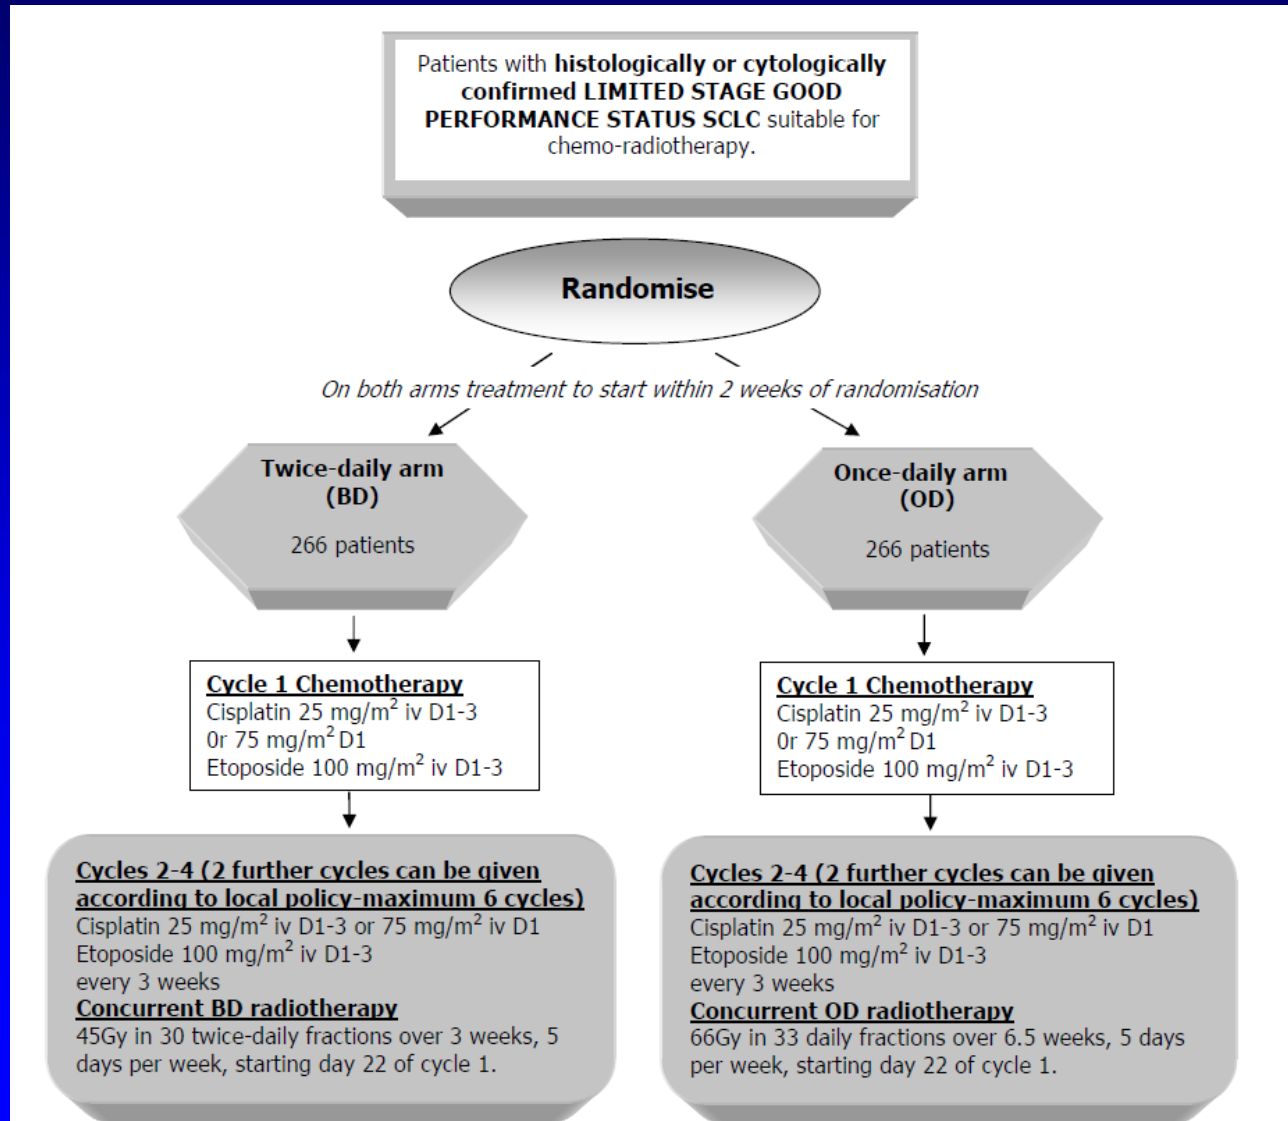 Patients with histologically or cytologically
confirmed LIMITED STAGE GOOD
PERFORMANCE STATUS SCLC suitable for
chemo-radiotherapy.
Randomise
On both arms treatment to start within 2 weeks of randomisation
Twice-daily arm
(BD)
266 patients
Once-daily arm
(OD)
266 patients
Cycle 1 Chemotherapy
Cisplatin 25 mg/m² iv D1-3
0r 75 mg/m² D1
Etoposide 100 mg/m² iv D1-3
Cycle 1 Chemotherapy
Cisplatin 25 mg/m² iv D1-3
0r 75 mg/m² D1
Etoposide 100 mg/m² iv D1-3
Cycles 2-4 (2 further cycles can be given
according to local policy-maximum 6 cycles)
Cisplatin 25 mg/m² iv D1-3 or 75 mg/m² iv D1
Etoposide 100 mg/m² iv D1-3
every 3 weeks
Concurrent BD radiotherapy
45Gy in 30 twice-daily fractions over 3 weeks, 5
days per week, starting day 22 of cycle 1.
Cycles 2-4 (2 further cycles can be given
according to local policy-maximum 6 cycles)
Cisplatin 25 mg/m² iv D1-3 or 75 mg/m² iv D1
Etoposide 100 mg/m² iv D1-3
every 3 weeks
Concurrent OD radiotherapy
66Gy in 33 daily fractions over 6.5 weeks, 5 days
per week, starting day 22 of cycle 1.